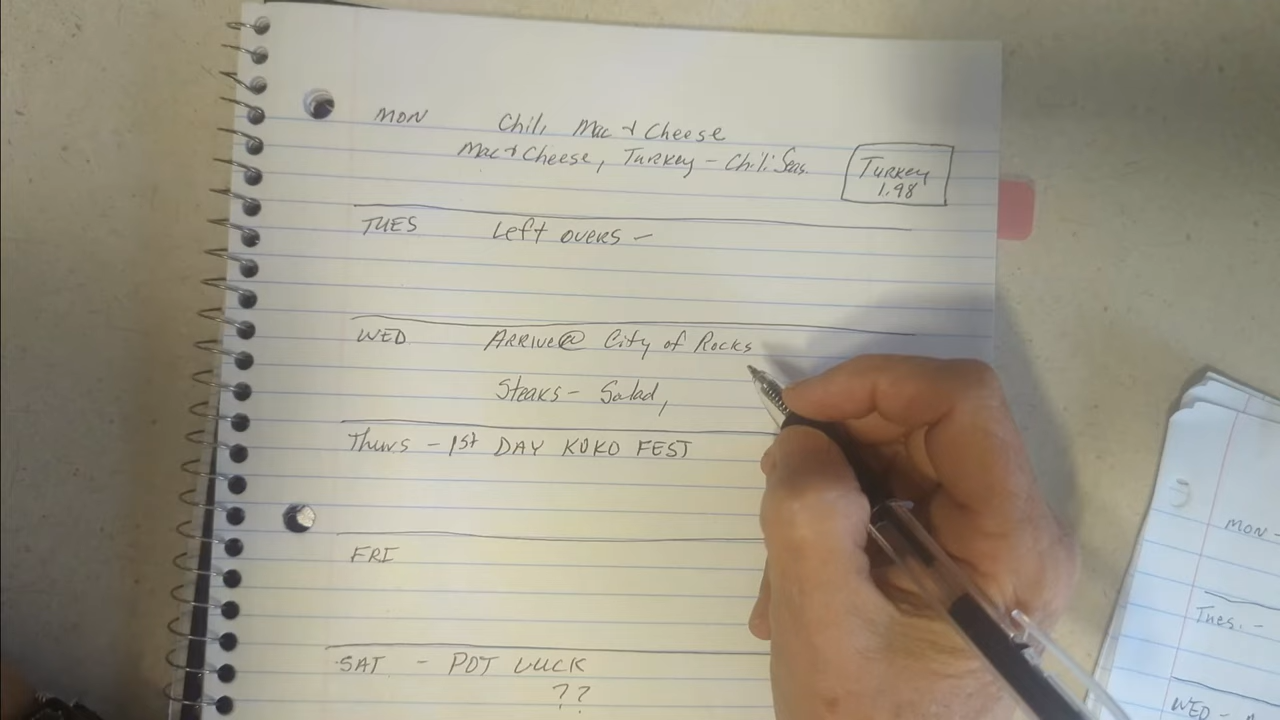 MON Chili Mac & Cheese
Mac & Cheese, Turkey - Chili Seas.
TURKEY
1.98
TUES Left overs -
WED ARRIVE @ City of Rocks
Steaks - Salad,
Thurs - 1st DAY KOKO FEST
FRI
SAT - POT LUCK
??
MON -
Tues. -
WED -